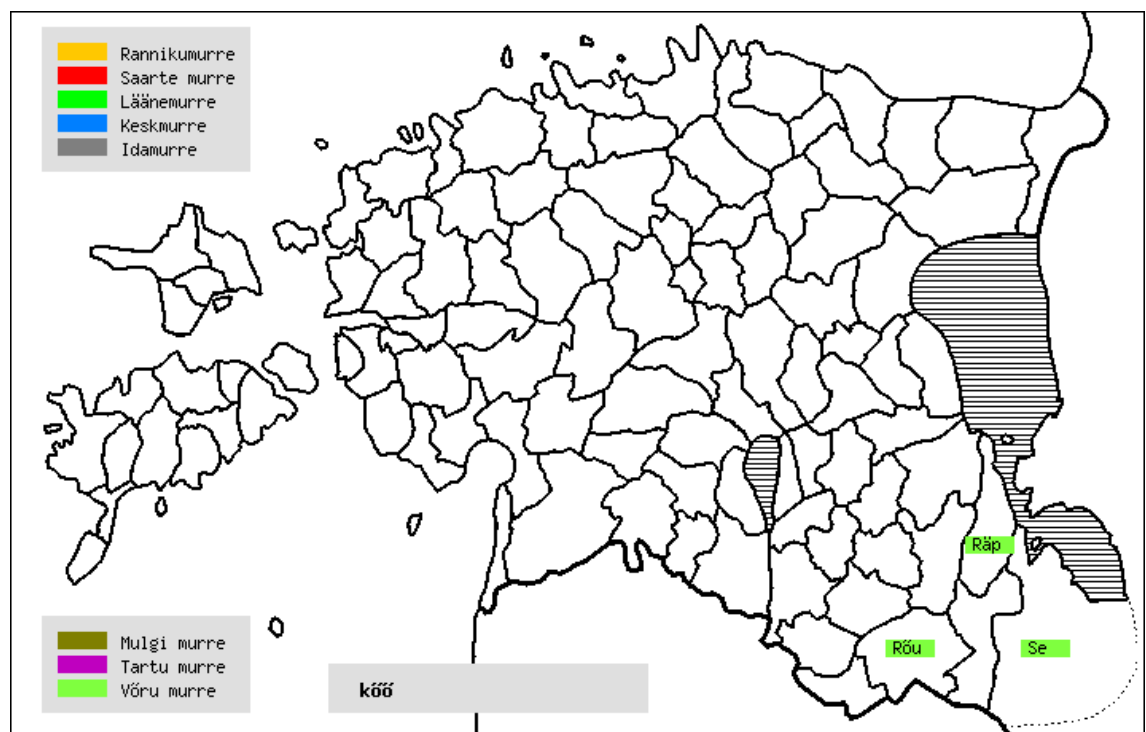 Rannikumurre
Saarte murre
Läänemurre
Keskmurre
Idamurre
Räp
Rõu
Se
Mulgi murre
Tartu murre
Võru murre
kõõ